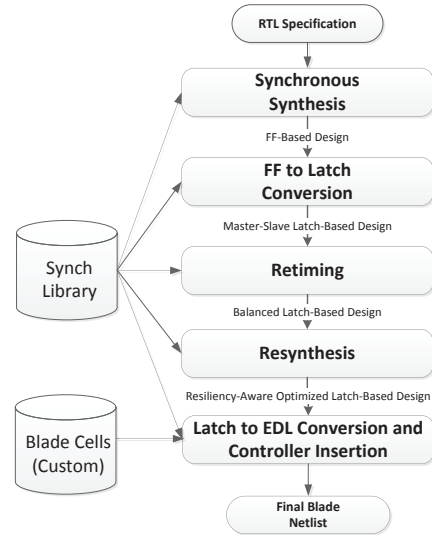 RTL Specification
Synchronous
Synthesis
FF-Based Design
FF to Latch
Conversion
Master-Slave Latch-Based Design
Synch
Library
Retiming
Balanced Latch-Based Design
Resynthesis
Resiliency-Aware Optimized Latch-Based Design
Blade Cells
(Custom)
Latch to EDL Conversion and
Controller Insertion
Final Blade
Netlist